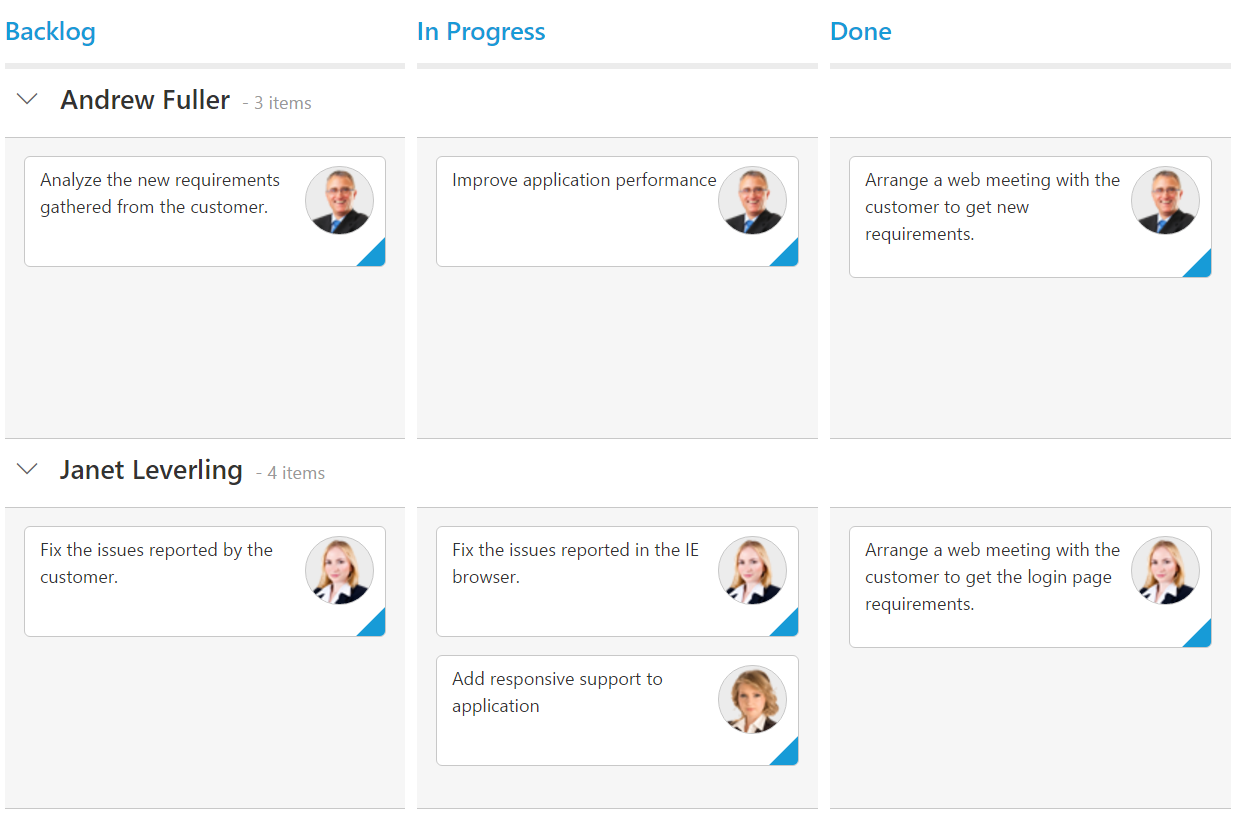 Backlog
In Progress
Done
Andrew Fuller - 3 items
Analyze the new requirements
gathered from the customer.
Improve application performance
Arrange a web meeting with the
customer to get new
requirements.
Janet Leverling - 4 items
Fix the issues reported by the
customer.
Fix the issues reported in the IE
browser.
Add responsive support to
application
Arrange a web meeting with the
customer to get the login page
requirements.